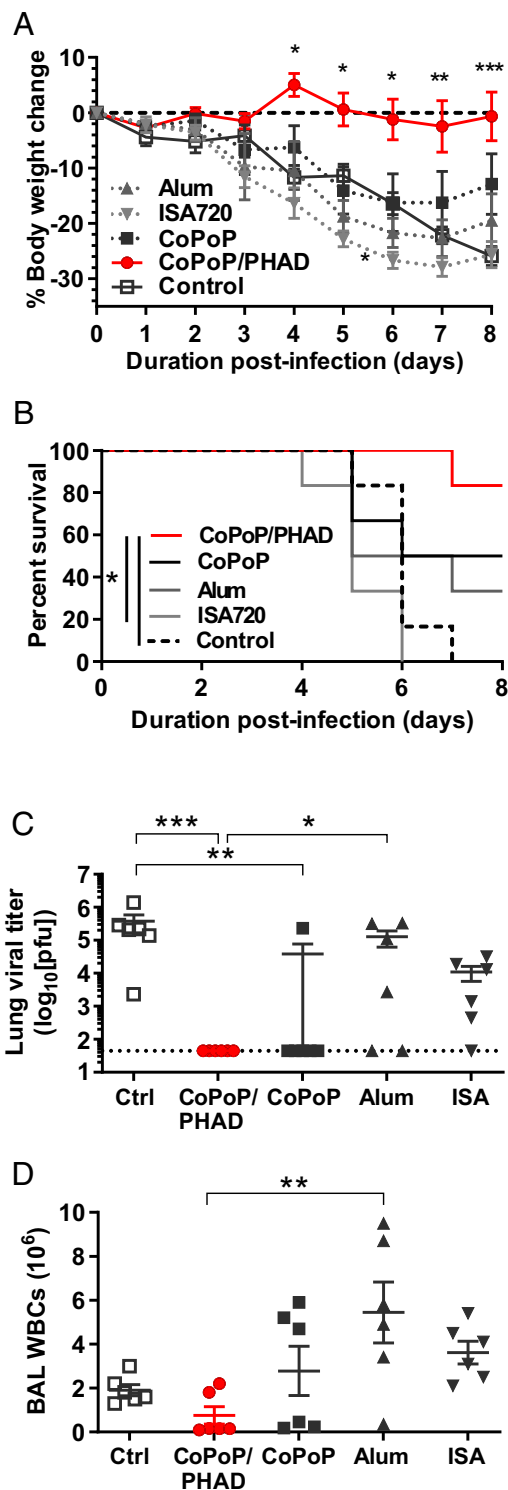 A
% Body weight change
10
0
-10
-20
-30
* * * ** ***
*
Alum
ISA720
CoPoP
CoPoP/PHAD
Control
0 1 2 3 4 5 6 7 8
Duration post-infection (days)
B
Percent survival
100
80
60
40
20
0
*
CoPoP/PHAD
CoPoP
Alum
ISA720
Control
0 2 4 6 8
Duration post-infection (days)
C
*** *
**
Lung viral titer
(log10[pfu])
7
6
5
4
3
2
1
Ctrl CoPoP/ CoPoP Alum ISA
PHAD
D
**
BAL WBCs (10⁶)
10
8
6
4
2
0
Ctrl CoPoP/ CoPoP Alum ISA
PHAD